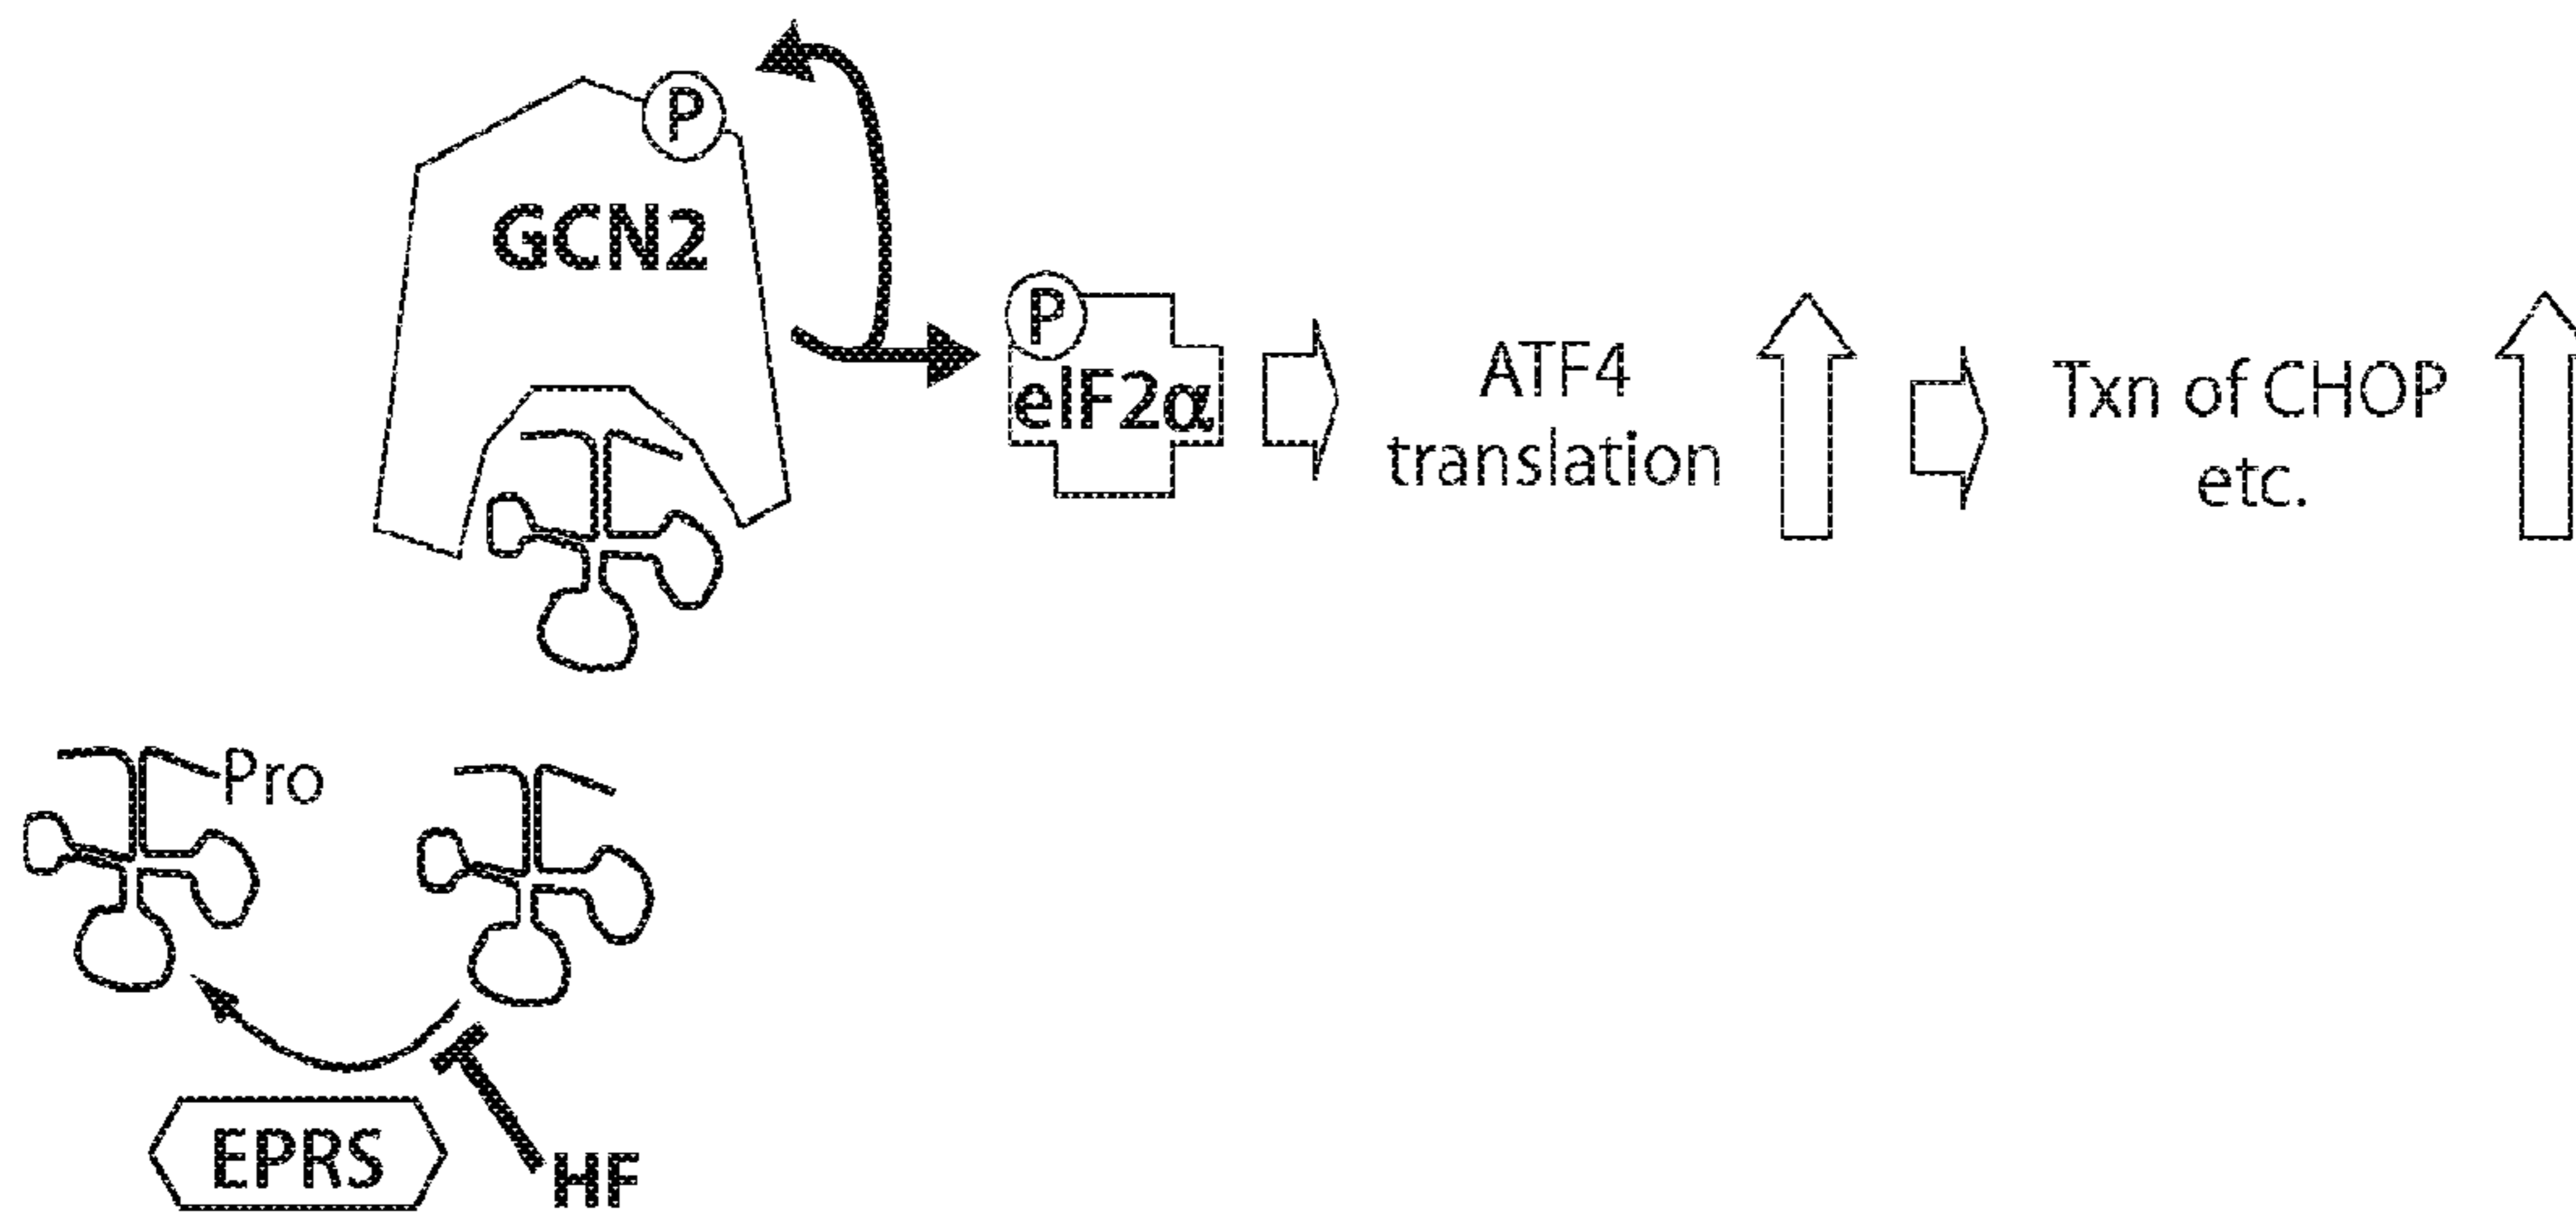 P
GCN2
P
eIF2α
ATF4
translation
Txn of CHOP
etc.
Pro
EPRS
HF